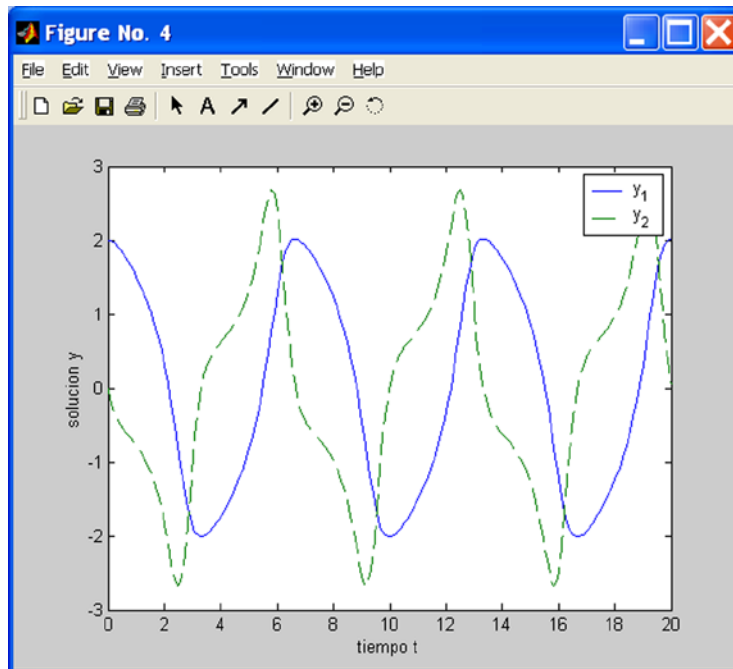 Figure No. 4
File Edit View Insert Tools Window Help
A
3
2
1
0
-1
-2
-3
solucion y
y1
y2
0 2 4 6 8 10 12 14 16 18 20
tiempo t